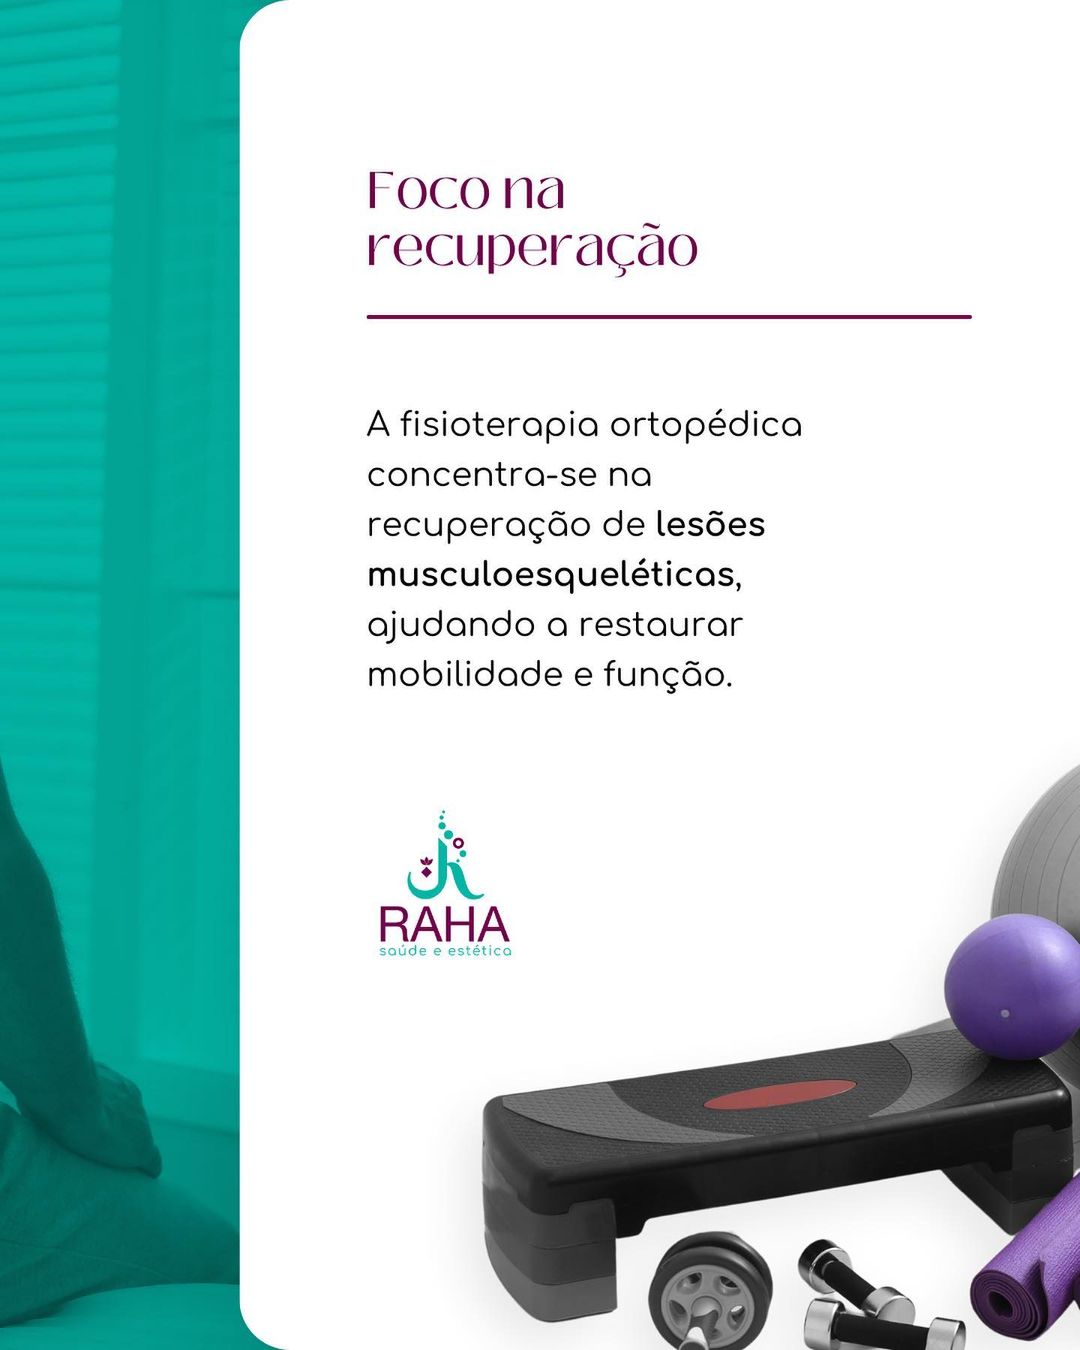 Foco na
recuperação
A fisioterapia ortopédica
concentra-se na
recuperação de lesões
musculoesqueléticas,
ajudando a restaurar
mobilidade e função.
RAHA
saúde e estética